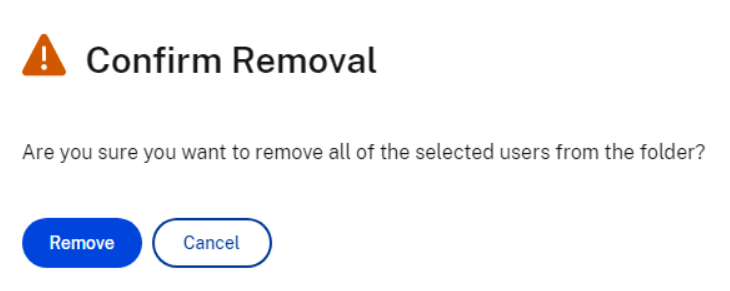 Confirm Removal
Are you sure you want to remove all of the selected users from the folder?
Remove Cancel